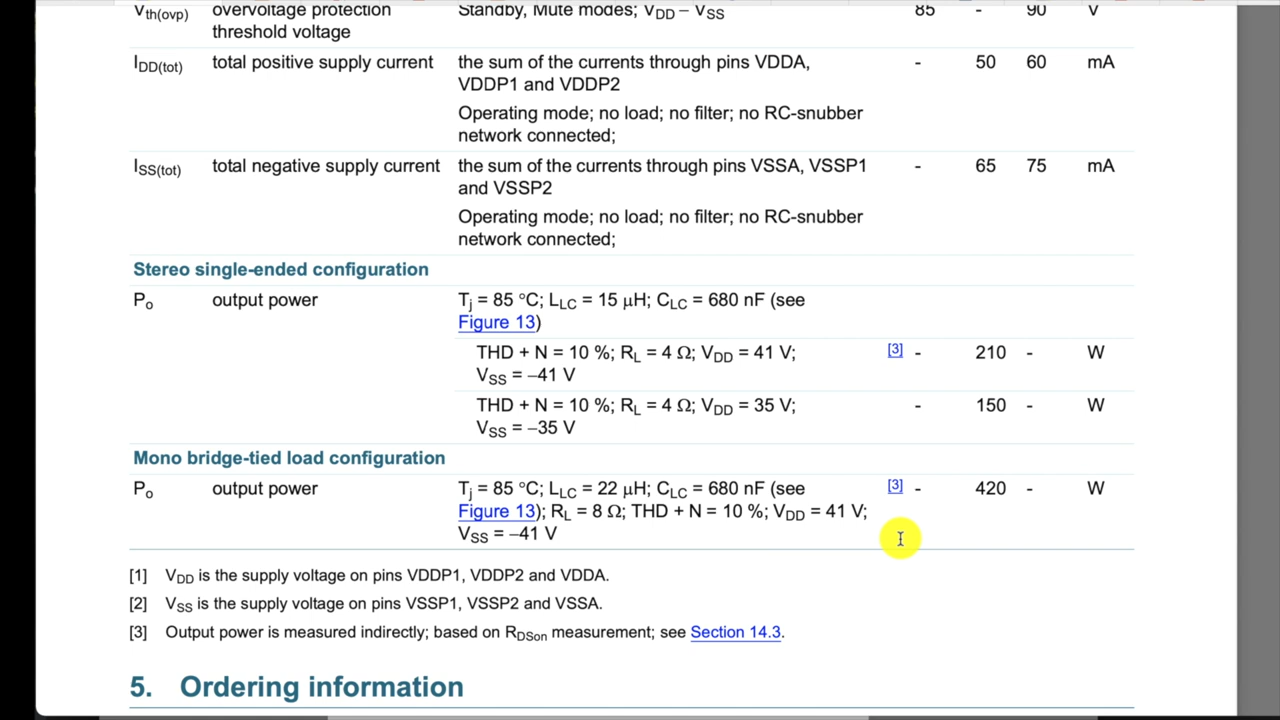 Vth(ovp) overvoltage protection Standby, Mute modes; VDD – VSS 85 - 90 V
threshold voltage
IDD(tot) total positive supply current the sum of the currents through pins VDDA, - 50 60 mA
VDDP1 and VDDP2
Operating mode; no load; no filter; no RC-snubber
network connected;
ISS(tot) total negative supply current the sum of the currents through pins VSSA, VSSP1 - 65 75 mA
and VSSP2
Operating mode; no load; no filter; no RC-snubber
network connected;
Stereo single-ended configuration
Po output power Tj = 85 °C; LLC = 15 μH; CLC = 680 nF (see
Figure 13)
THD + N = 10 %; RL = 4 Ω; VDD = 41 V; [3] - 210 - W
VSS = –41 V
THD + N = 10 %; RL = 4 Ω; VDD = 35 V; - 150 - W
VSS = –35 V
Mono bridge-tied load configuration
Po output power Tj = 85 °C; LLC = 22 μH; CLC = 680 nF (see [3] - 420 - W
Figure 13); RL = 8 Ω; THD + N = 10 %; VDD = 41 V;
VSS = –41 V
[1] VDD is the supply voltage on pins VDDP1, VDDP2 and VDDA.
[2] VSS is the supply voltage on pins VSSP1, VSSP2 and VSSA.
[3] Output power is measured indirectly; based on RDSon measurement; see Section 14.3.
5. Ordering information